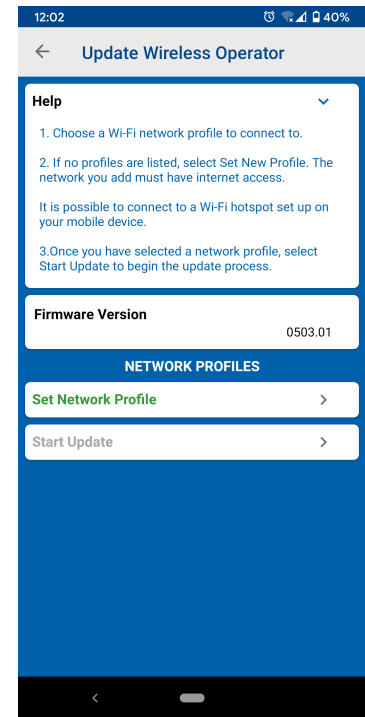 12:02
40%
Update Wireless Operator
Help
1. Choose a Wi-Fi network profile to connect to.
2. If no profiles are listed, select Set New Profile. The
network you add must have internet access.
It is possible to connect to a Wi-Fi hotspot set up on
your mobile device.
3.Once you have selected a network profile, select
Start Update to begin the update process.
Firmware Version
0503.01
NETWORK PROFILES
Set Network Profile
Start Update